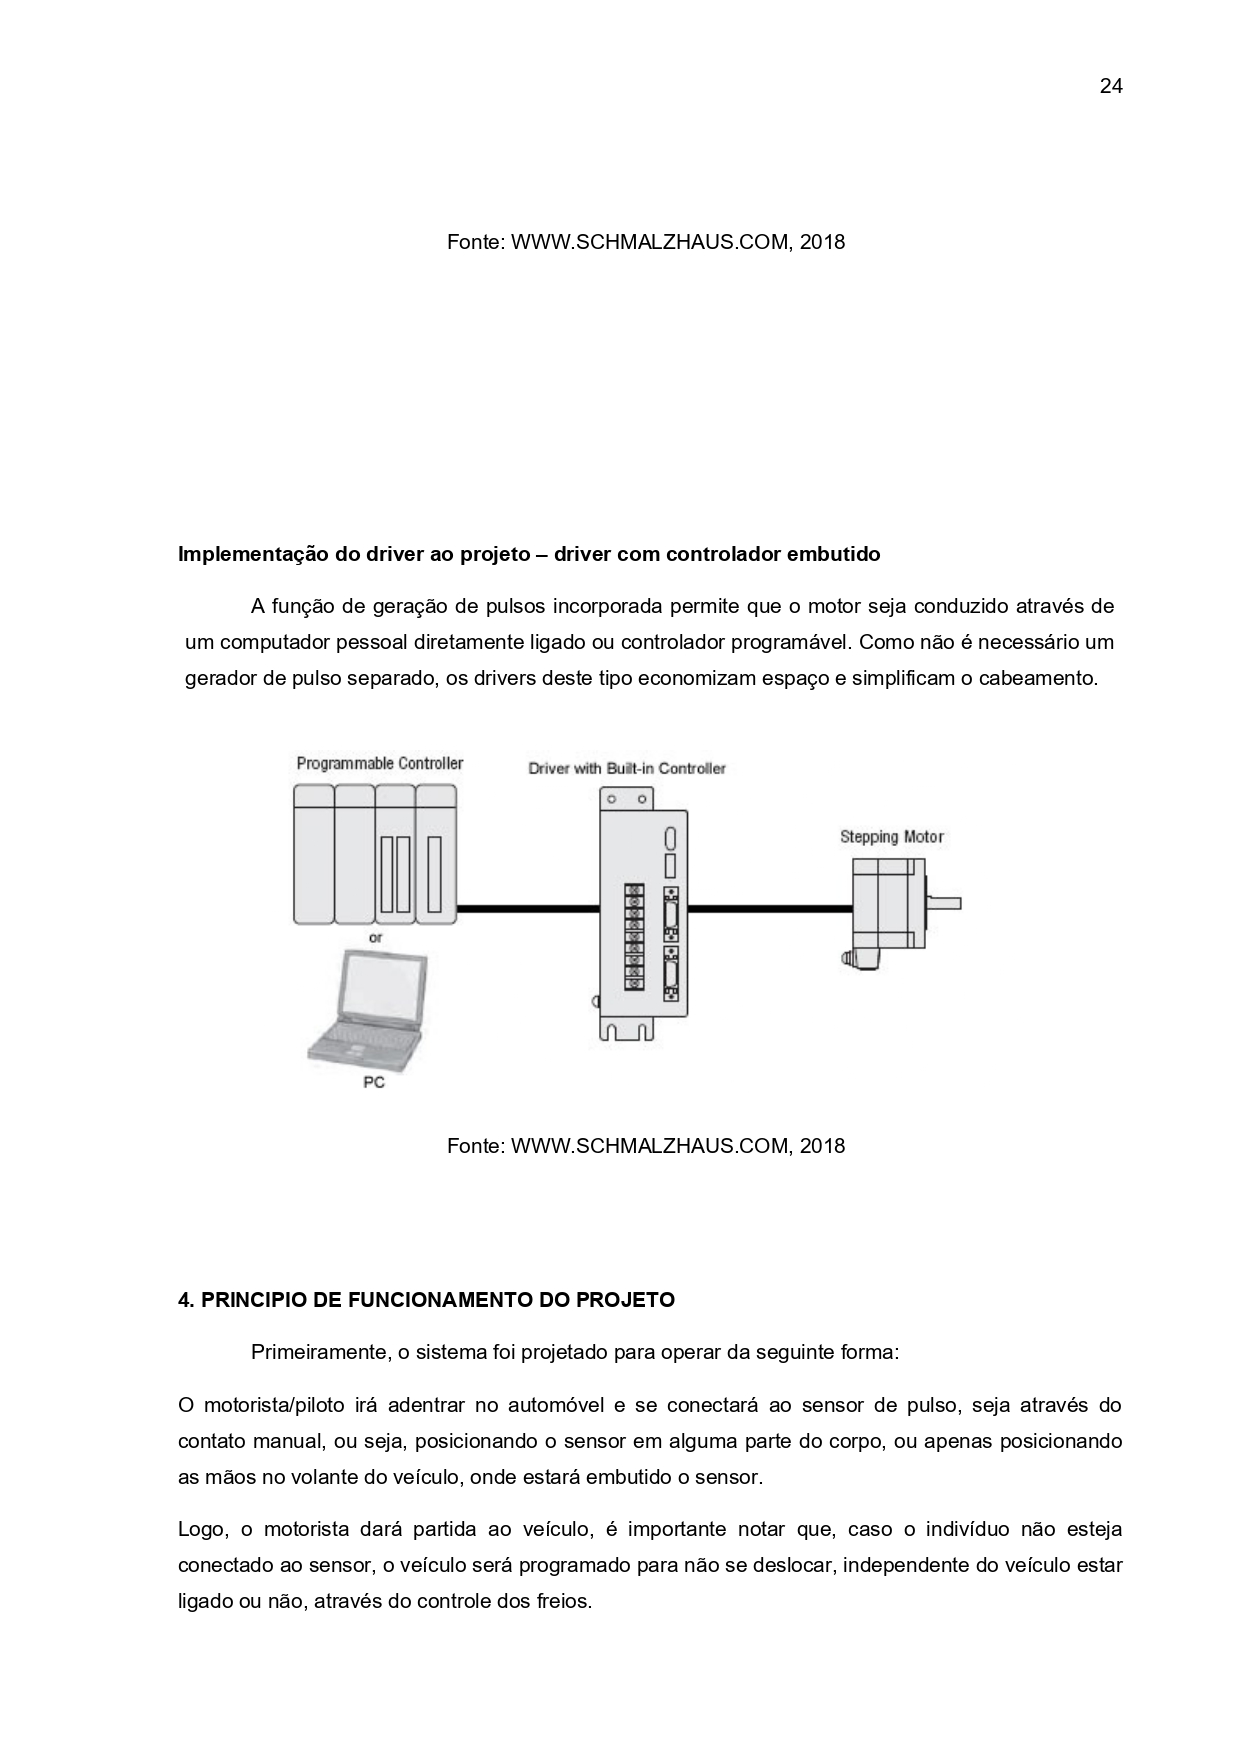 24
Fonte: WWW.SCHMALZHAUS.COM, 2018
Implementação do driver ao projeto – driver com controlador embutido
A função de geração de pulsos incorporada permite que o motor seja conduzido através de
um computador pessoal diretamente ligado ou controlador programável. Como não é necessário um
gerador de pulso separado, os drivers deste tipo economizam espaço e simplificam o cabeamento.
Programmable Controller
Driver with Built-in Controller
Stepping Motor
or
PC
Fonte: WWW.SCHMALZHAUS.COM, 2018
4. PRINCIPIO DE FUNCIONAMENTO DO PROJETO
Primeiramente, o sistema foi projetado para operar da seguinte forma:
O motorista/piloto irá adentrar no automóvel e se conectará ao sensor de pulso, seja através do
contato manual, ou seja, posicionando o sensor em alguma parte do corpo, ou apenas posicionando
as mãos no volante do veículo, onde estará embutido o sensor.
Logo, o motorista dará partida ao veículo, é importante notar que, caso o indivíduo não esteja
conectado ao sensor, o veículo será programado para não se deslocar, independente do veículo estar
ligado ou não, através do controle dos freios.